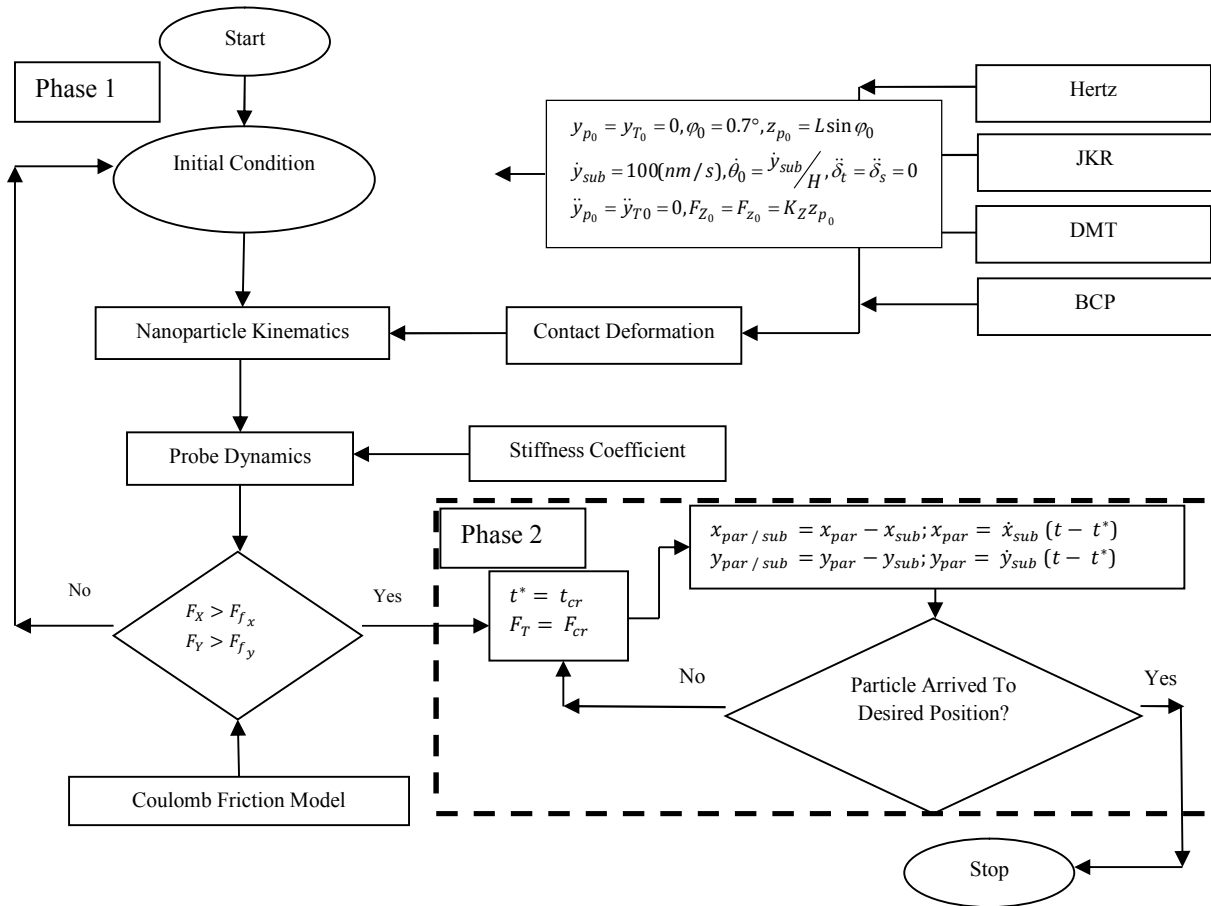 Start
Phase 1
Initial Condition
y_{p_0} = y_{T_0} = 0, φ_0 = 0.7°, z_{p_0} = L sin φ_0
ẏ_{sub} = 100(nm/s), θ̇_0 = ẏ_{sub}/H, δ̈_t = δ̈_s = 0
ÿ_{p_0} = ÿ_{T0} = 0, F_{Z_0} = F_{z_0} = K_Z z_{p_0}
Hertz
JKR
DMT
BCP
Nanoparticle Kinematics
Contact Deformation
Probe Dynamics
Stiffness Coefficient
Phase 2
x_{par/sub} = x_{par} − x_{sub}; x_{par} = ẋ_{sub} (t − t*)
y_{par/sub} = y_{par} − y_{sub}; y_{par} = ẏ_{sub} (t − t*)
No
F_X > F_{f_x}
F_Y > F_{f_y}
Yes
t* = t_{cr}
F_T = F_{cr}
No
Particle Arrived To
Desired Position?
Yes
Coulomb Friction Model
Stop